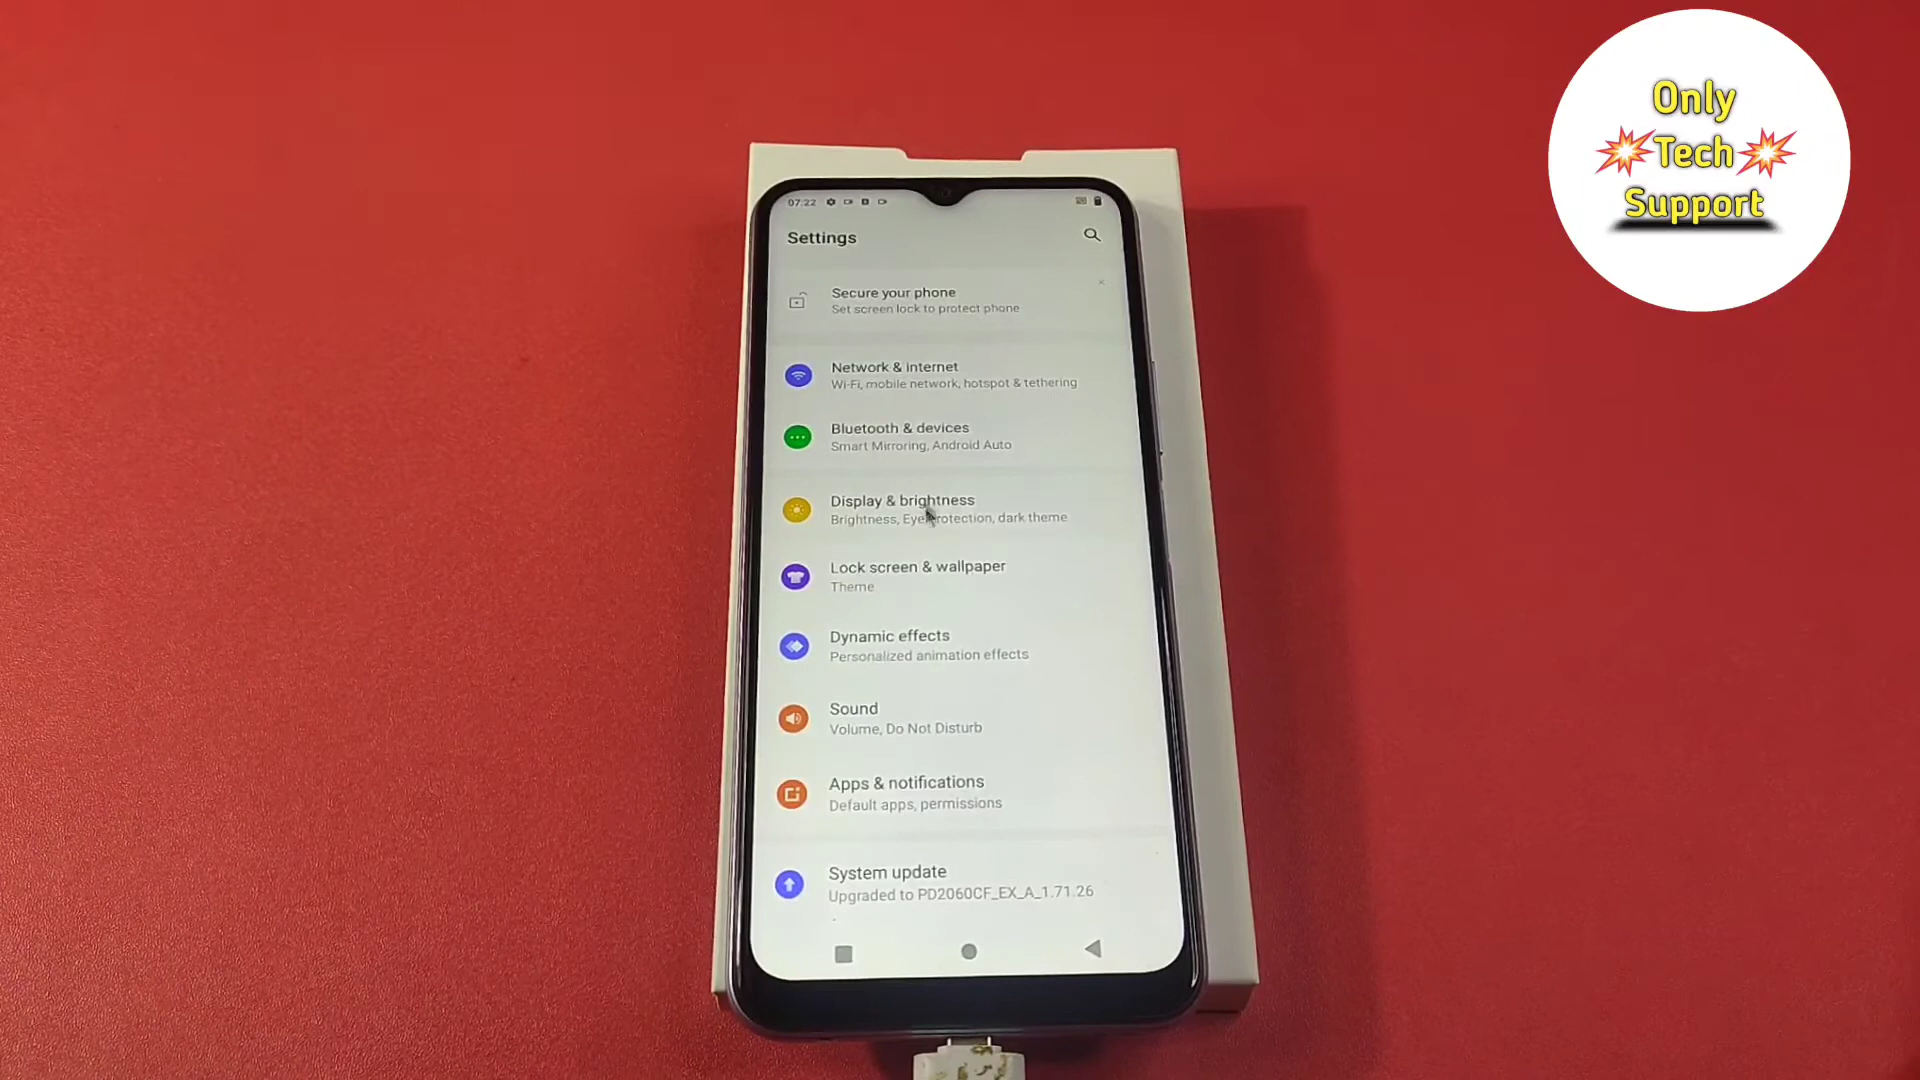 Only
Tech
Support
07:22
Settings
Secure your phone
Set screen lock to protect phone
Network & internet
Wi-Fi, mobile network, hotspot & tethering
Bluetooth & devices
Smart Mirroring, Android Auto
Display & brightness
Brightness, Eye protection, dark theme
Lock screen & wallpaper
Theme
Dynamic effects
Personalized animation effects
Sound
Volume, Do Not Disturb
Apps & notifications
Default apps, permissions
System update
Upgraded to PD2060CF_EX_A_1.71.26